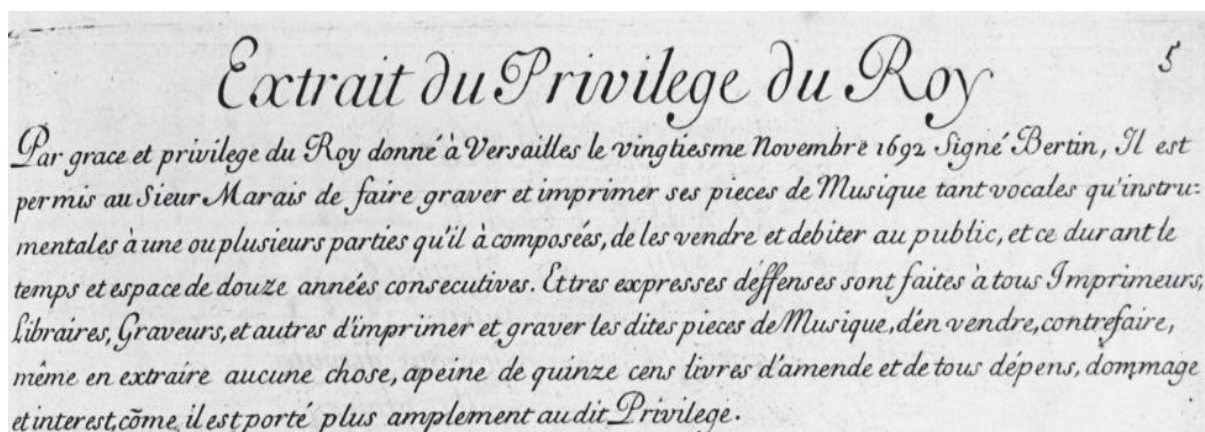 Extrait du Privilege du Roy 5
Par grace et privilege du Roy donné à Versailles le vingtiesme Novembre 1692 Signé Bertin, Il est
permis au Sieur Marais de faire graver et imprimer ses pieces de Musique tant vocales qu'instru-
mentales à une ou plusieurs parties qu'il à composées, de les vendre et debiter au public, et ce durant le
temps et espace de douze années consecutives. Et tres expresses déffenses sont faites à tous Imprimeurs,
Libraires, Graveurs, et autres d'imprimer et graver les dites pieces de Musique, d'en vendre, contrefaire,
même en extraire aucune chose, apeine de quinze cens livres d'amende et de tous dépens, dommage
et interest, cõme il est porté plus amplement au dit Privilege.